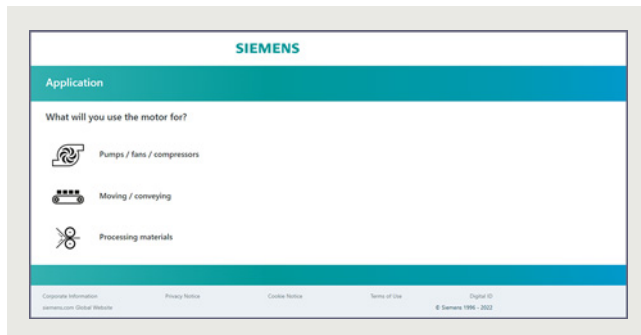 SIEMENS
Application
What will you use the motor for?
Pumps / fans / compressors
Moving / conveying
Processing materials
Corporate Information Privacy Notice Cookie Notice Terms of Use Digital ID
siemens.com Global Website © Siemens 1996 - 2022